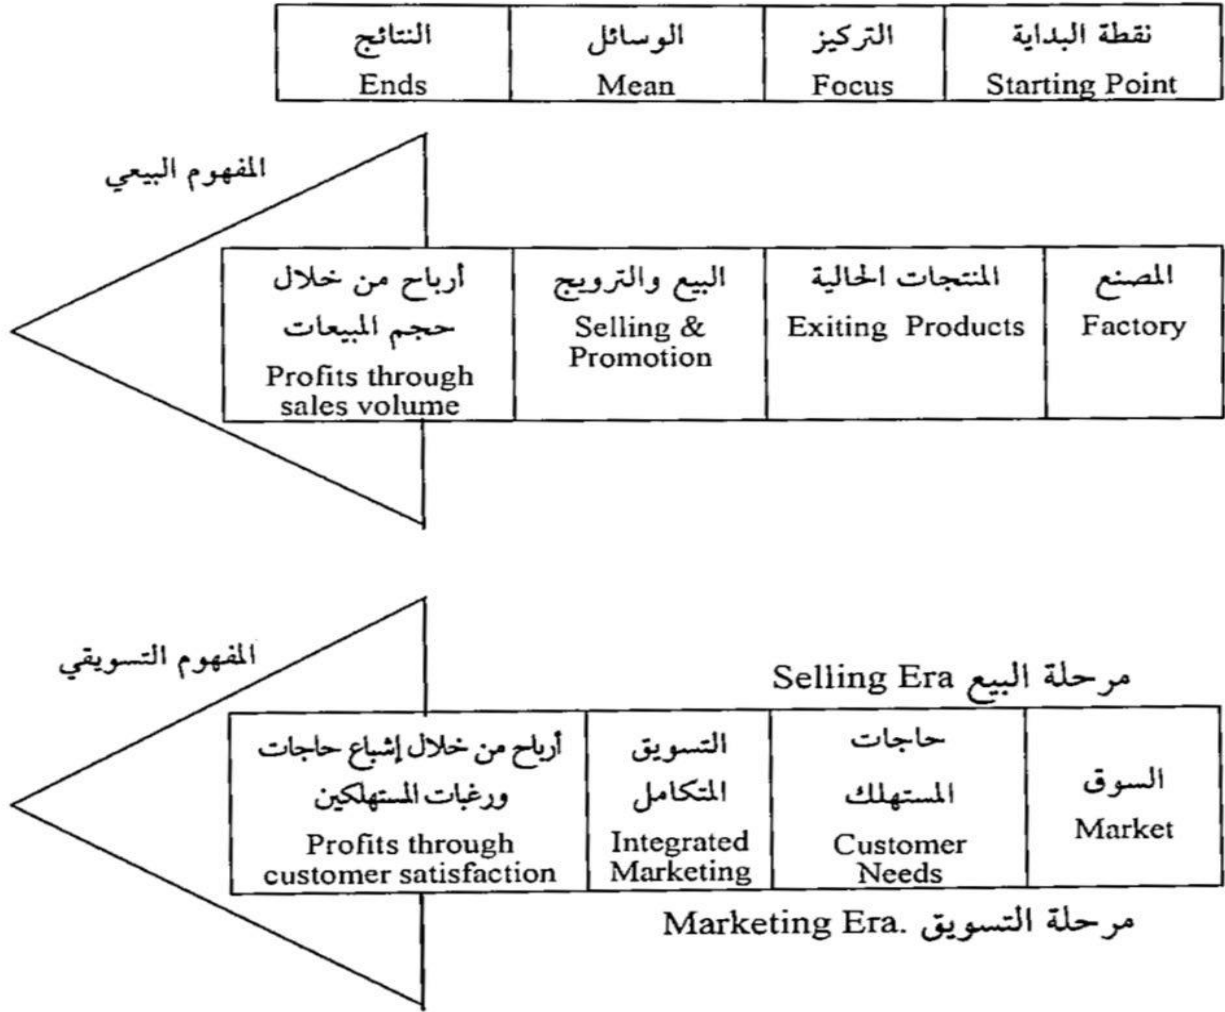 نقطة البداية
Starting Point
التركيز
Focus
الوسائل
Mean
النتائج
Ends
المفهوم البيعي
المصنع
Factory
المنتجات الحالية
Exiting Products
البيع والترويج
Selling &
Promotion
أرباح من خلال
حجم المبيعات
Profits through
sales volume
مرحلة البيع Selling Era
المفهوم التسويقي
السوق
Market
حاجات
المستهلك
Customer
Needs
التسويق
المتكامل
Integrated
Marketing
أرباح من خلال إشباع حاجات
ورغبات المستهلكين
Profits through
customer satisfaction
مرحلة التسويق Marketing Era.